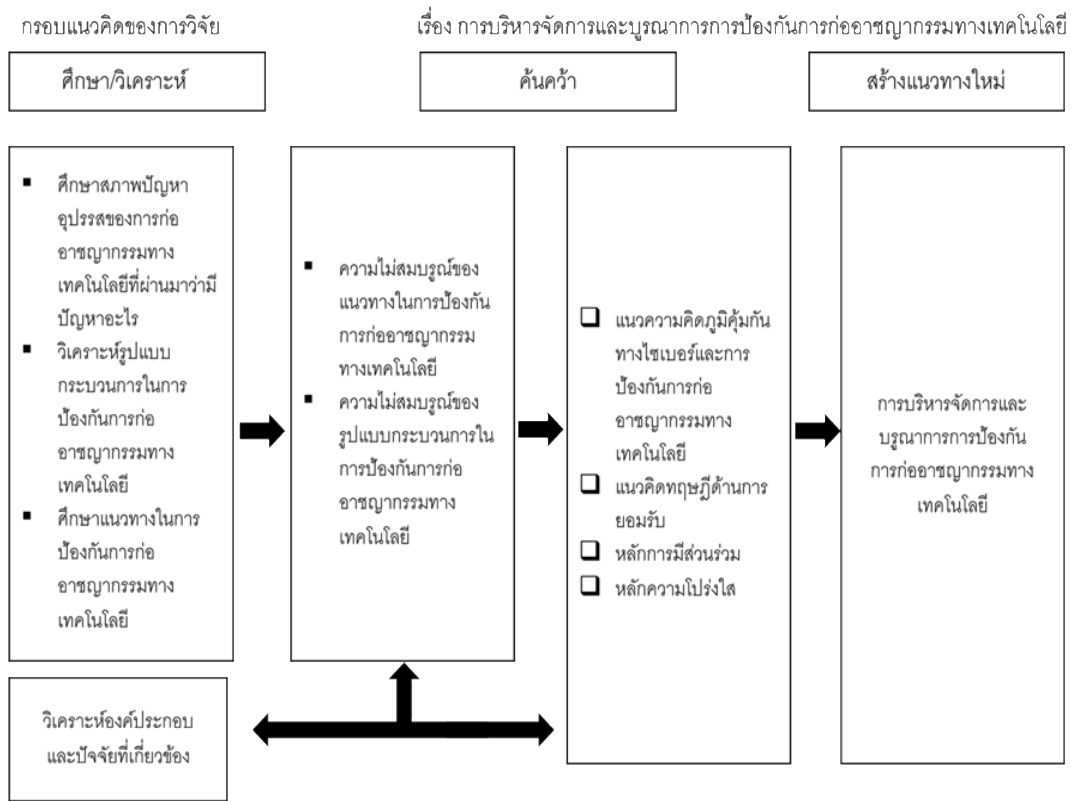 กรอบแนวคิดของการวิจัย
เรื่อง การบริหารจัดการและบูรณาการการป้องกันการก่ออาชญากรรมทางเทคโนโลยี
ศึกษา/วิเคราะห์
ค้นคว้า
สร้างแนวทางใหม่
▪ ศึกษาสภาพปัญหา
อุปรรสของการก่อ
อาชญากรรมทาง
เทคโนโลยีที่ผ่านมาว่ามี
ปัญหาอะไร
▪ วิเคราะห์รูปแบบ
กระบวนการในการ
ป้องกันการก่อ
อาชญากรรมทาง
เทคโนโลยี
▪ ศึกษาแนวทางในการ
ป้องกันการก่อ
อาชญากรรมทาง
เทคโนโลยี
▪ ความไม่สมบรูณ์ของ
แนวทางในการป้องกัน
การก่ออาชญากรรม
ทางเทคโนโลยี
▪ ความไม่สมบรูณ์ของ
รูปแบบกระบวนการใน
การป้องกันการก่อ
อาชญากรรมทาง
เทคโนโลยี
❑ แนวความคิดภูมิคุ้มกัน
ทางไซเบอร์และการ
ป้องกันการก่อ
อาชญากรรมทาง
เทคโนโลยี
❑ แนวคิดทฤษฎีด้านการ
ยอมรับ
❑ หลักการมีส่วนร่วม
❑ หลักความโปร่งใส
การบริหารจัดการและ
บรูณาการการป้องกัน
การก่ออาชญากรรมทาง
เทคโนโลยี
วิเคราะห์องค์ประกอบ
และปัจจัยที่เกี่ยวข้อง